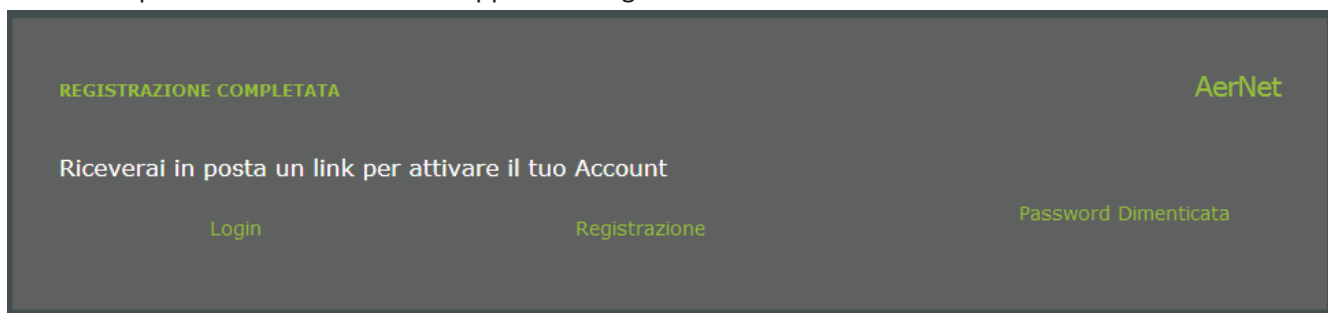 REGISTRAZIONE COMPLETATA
AerNet
Riceverai in posta un link per attivare il tuo Account
Login
Registrazione
Password Dimenticata